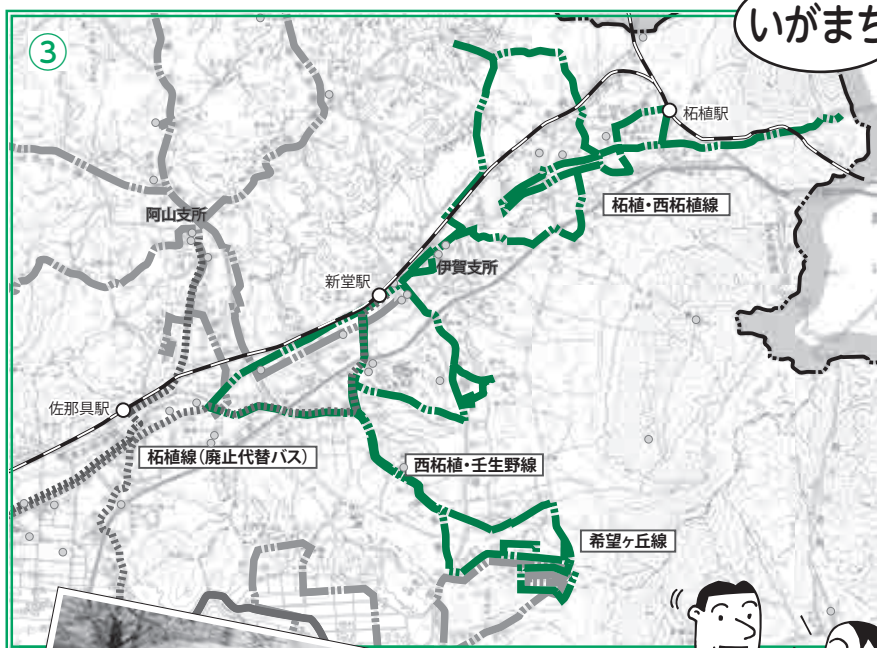 ③
いがまち
柘植駅
柘植・西柘植線
阿山支所
伊賀支所
新堂駅
佐那具駅
柘植線(廃止代替バス)
西柘植・壬生野線
希望ヶ丘線